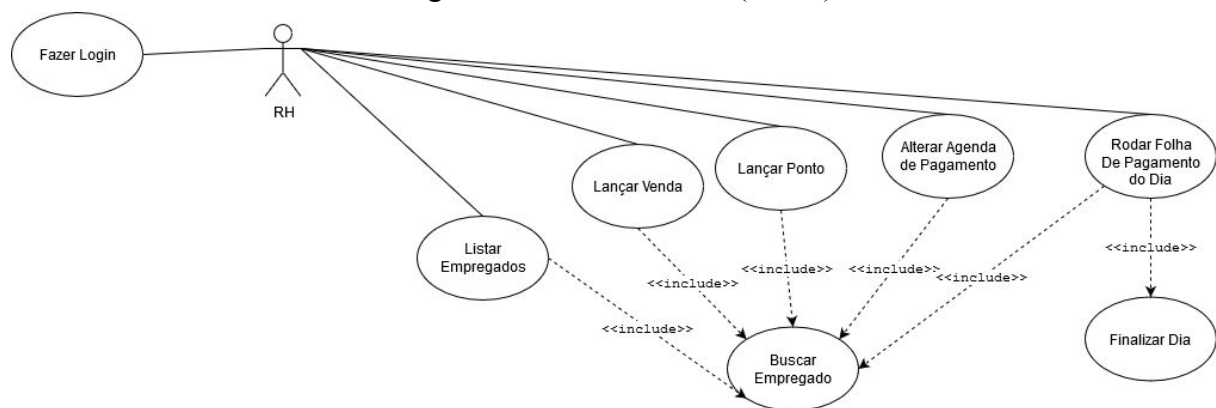 Fazer Login
RH
Lançar Venda
Lançar Ponto
Alterar Agenda
de Pagamento
Rodar Folha
De Pagamento
do Dia
Listar
Empregados
<<include>>
<<include>>
<<include>>
<<include>>
<<include>>
<<include>>
Buscar
Empregado
Finalizar Dia